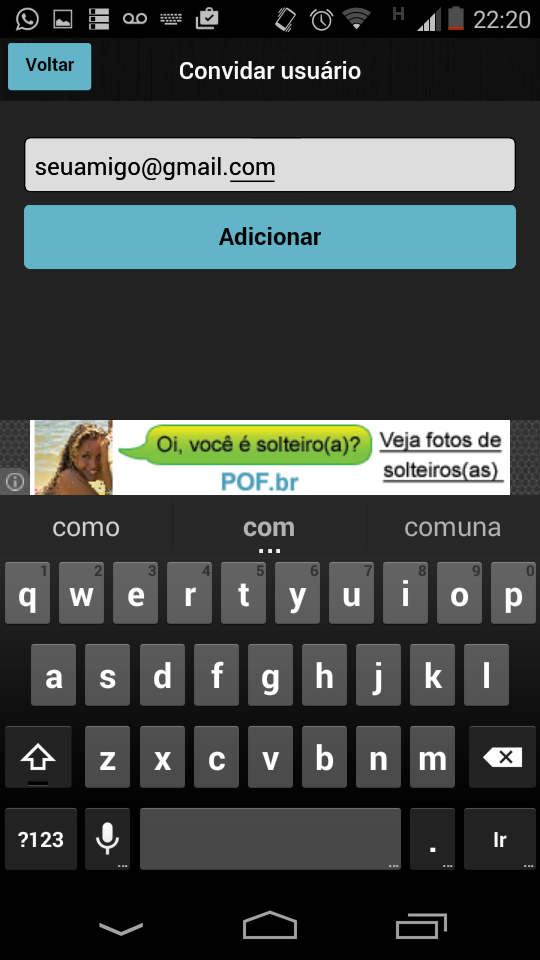 H 22:20
Voltar
Convidar usuário
seuamigo@gmail.com
Adicionar
Oi, você é solteiro(a)?
POF.br
Veja fotos de
solteiros(as)
como com comuna
1 2 3 4 5 6 7 8 9 0
q w e r t y u i o p
a s d f g h j k l
z x c v b n m
?123 . Ir